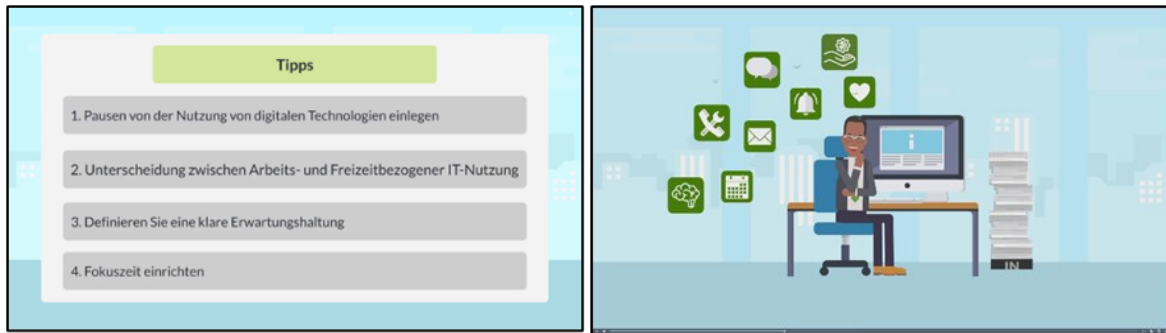 Tipps
1. Pausen von der Nutzung von digitalen Technologien einlegen
2. Unterscheidung zwischen Arbeits- und Freizeitbezogener IT-Nutzung
3. Definieren Sie eine klare Erwartungshaltung
4. Fokuszeit einrichten
IN